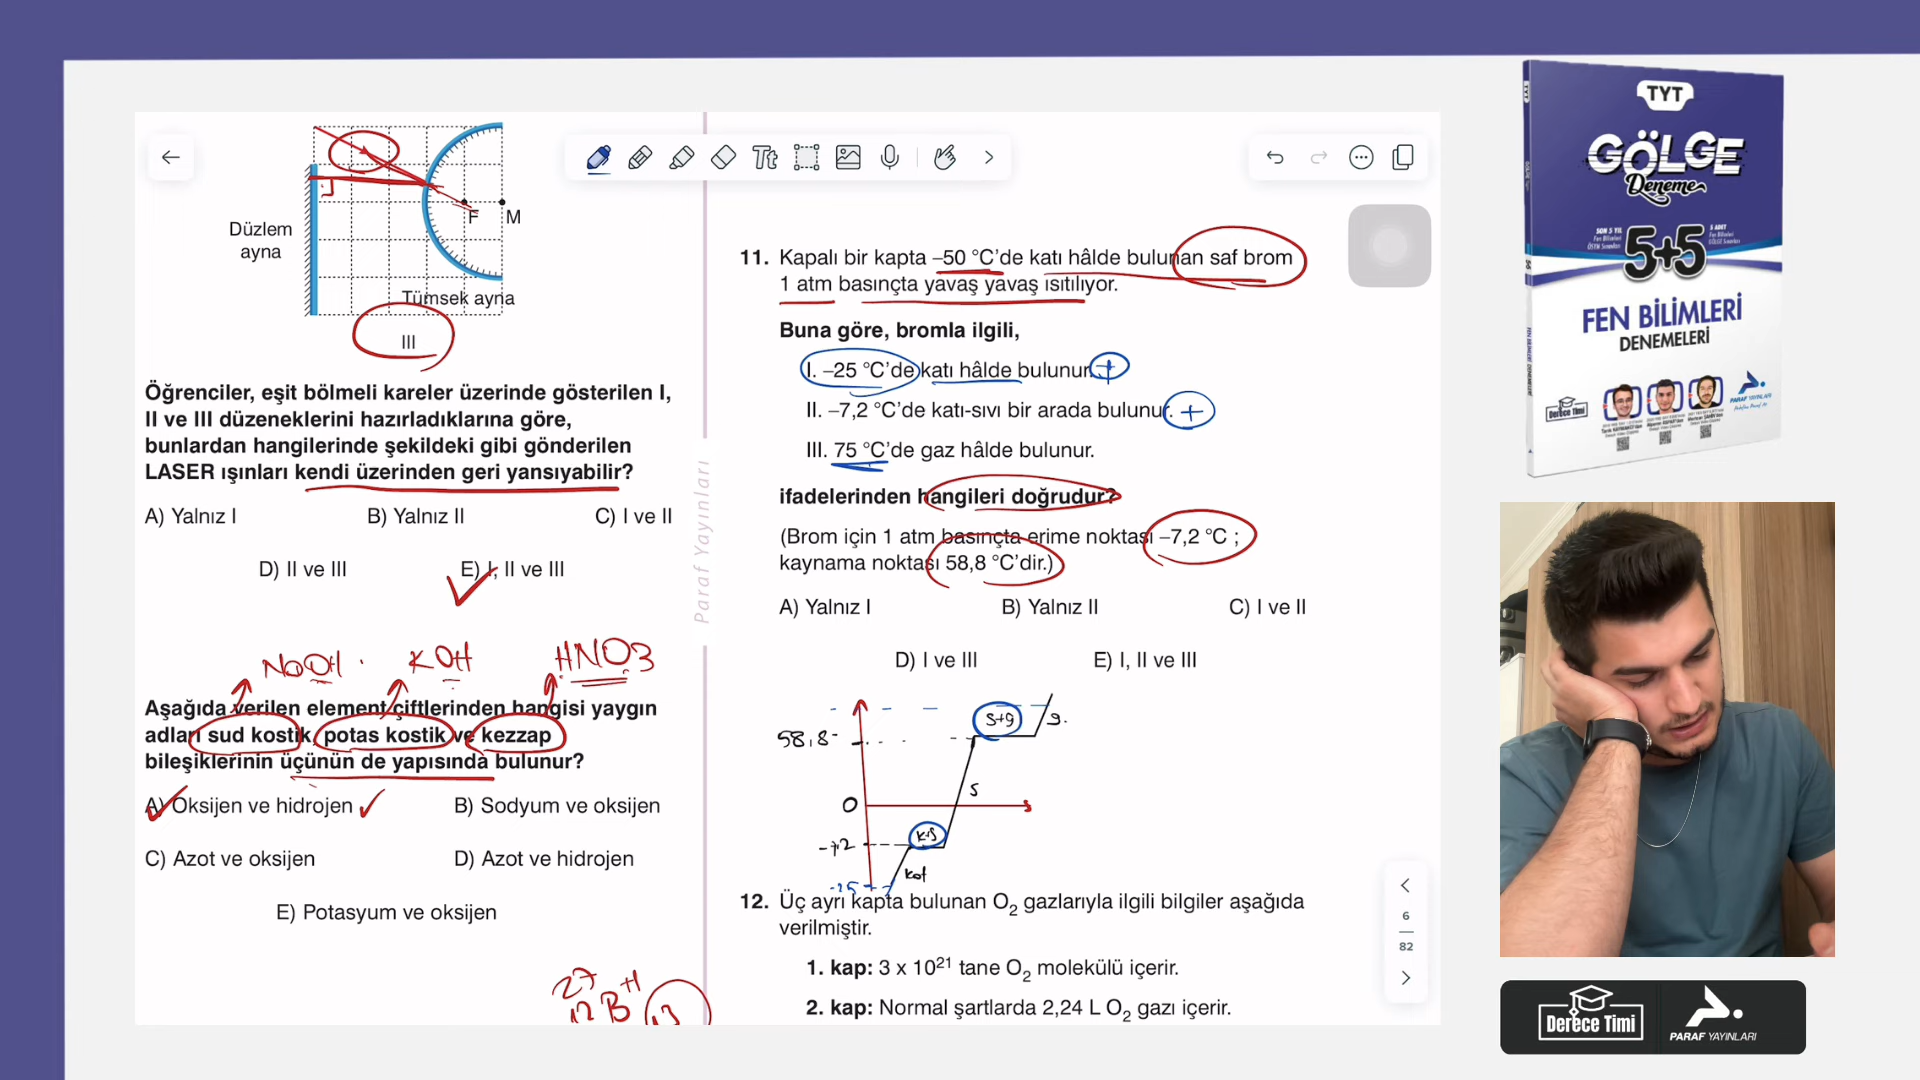 Düzlem
ayna
F
M
Tümsek ayna
III
Öğrenciler, eşit bölmeli kareler üzerinde gösterilen I,
II ve III düzeneklerini hazırladıklarına göre,
bunlardan hangilerinde şekildeki gibi gönderilen
LASER ışınları kendi üzerinden geri yansıyabilir?
A) Yalnız I
B) Yalnız II
C) I ve II
D) II ve III
E) I, II ve III
NaOH
KOH
HNO3
Aşağıda verilen element çiftlerinden hangisi yaygın
adları sud kostik, potas kostik ve kezzap
bileşiklerinin üçünün de yapısında bulunur?
A) Oksijen ve hidrojen
B) Sodyum ve oksijen
C) Azot ve oksijen
D) Azot ve hidrojen
E) Potasyum ve oksijen
27
Paraf Yayınları
Tt
11. Kapalı bir kapta –50 °C'de katı hâlde bulunan saf brom
1 atm basınçta yavaş yavaş ısıtılıyor.
Buna göre, bromla ilgili,
I. –25 °C'de katı hâlde bulunur.
II. –7,2 °C'de katı-sıvı bir arada bulunur.
III. 75 °C'de gaz hâlde bulunur.
ifadelerinden hangileri doğrudur?
(Brom için 1 atm basınçta erime noktası –7,2 °C ;
kaynama noktası 58,8 °C'dir.)
A) Yalnız I
B) Yalnız II
C) I ve II
D) I ve III
E) I, II ve III
58,8
S+g
g.
0
S
K+S
-7,2
-25
12. Üç ayrı kapta bulunan O₂ gazlarıyla ilgili bilgiler aşağıda
verilmiştir.
1. kap: 3 x 10²¹ tane O₂ molekülü içerir.
2. kap: Normal şartlarda 2,24 L O₂ gazı içerir.
6
82
TYT
GÖLGE
Deneme
5+5
FEN BİLİMLERİ
DENEMELERİ
Derece Timi
PARAF YAYINLARI
Derece Timi
PARAF YAYINLARI